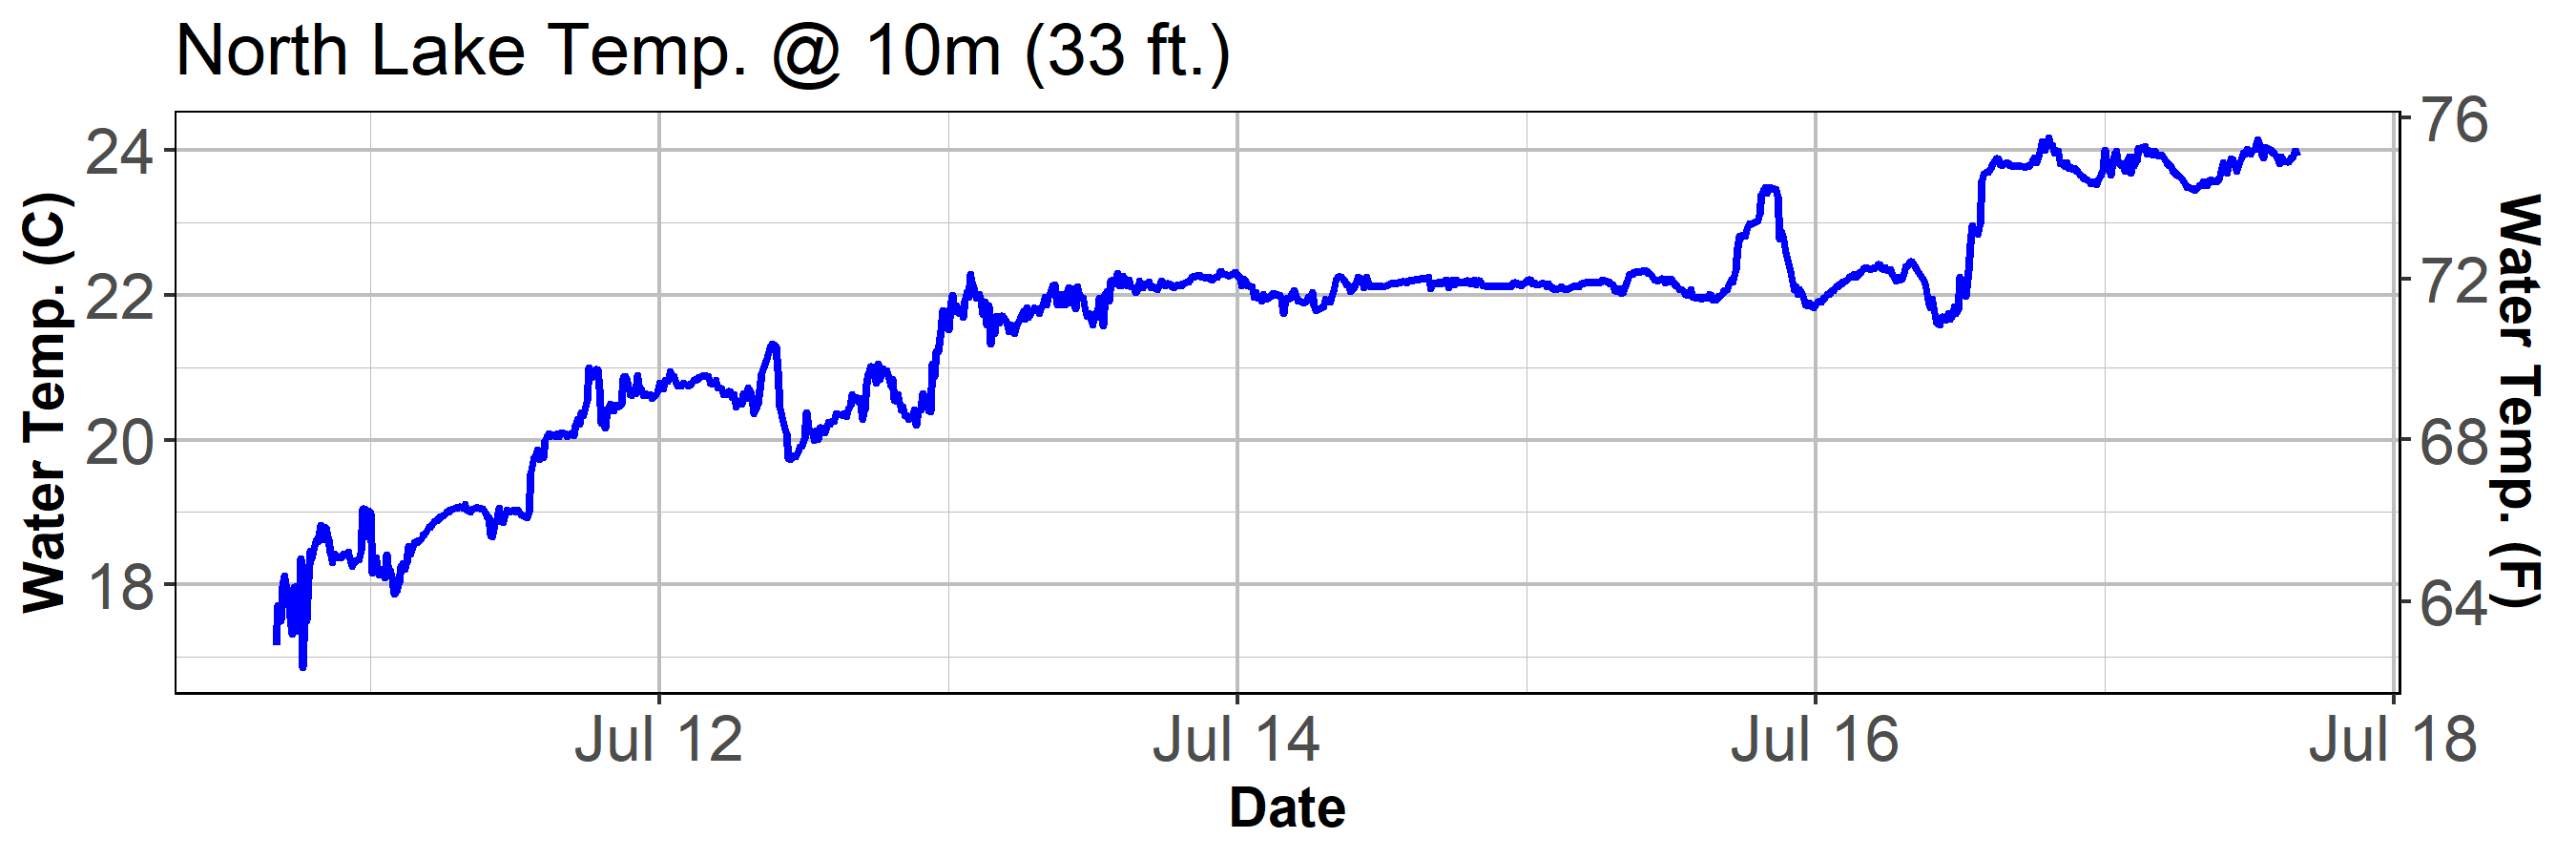 North Lake Temp. @ 10m (33 ft.)
Water Temp. (C)
24
22
20
18
76
72
68
64
Water Temp. (F)
Jul 12
Jul 14
Jul 16
Jul 18
Date